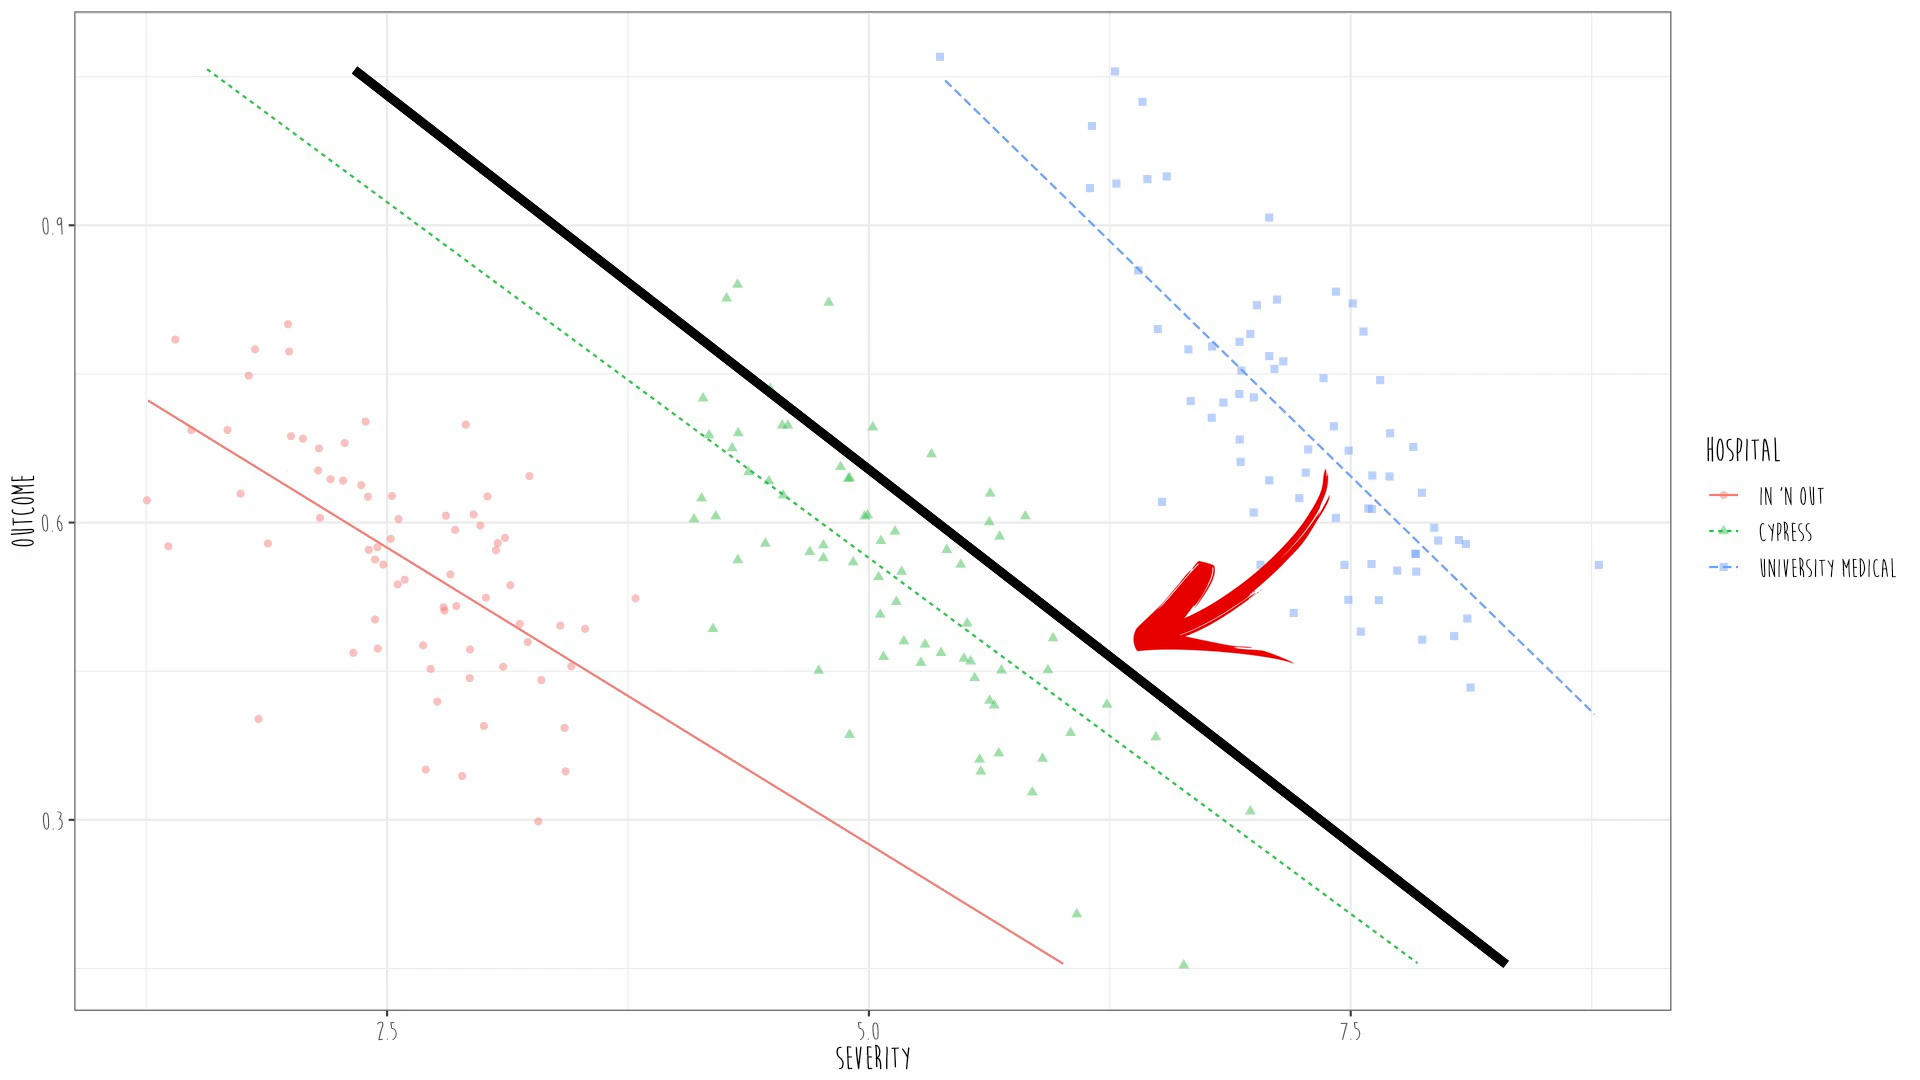 OUTCOME
0.9
0.6
0.3
2.5 5.0 7.5
SEVERITY
HOSPITAL
IN 'N OUT
CYPRESS
UNIVERSITY MEDICAL